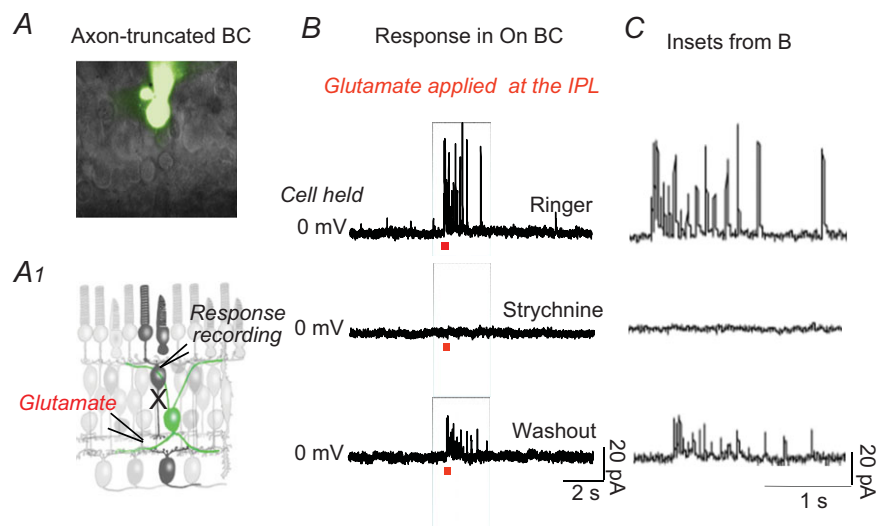 A
Axon-truncated BC
A1
Response
recording
X
Glutamate
B
Response in On BC
Glutamate applied at the IPL
Cell held
0 mV
Ringer
0 mV
Strychnine
0 mV
Washout
20 pA
2 s
C
Insets from B
20 pA
1 s